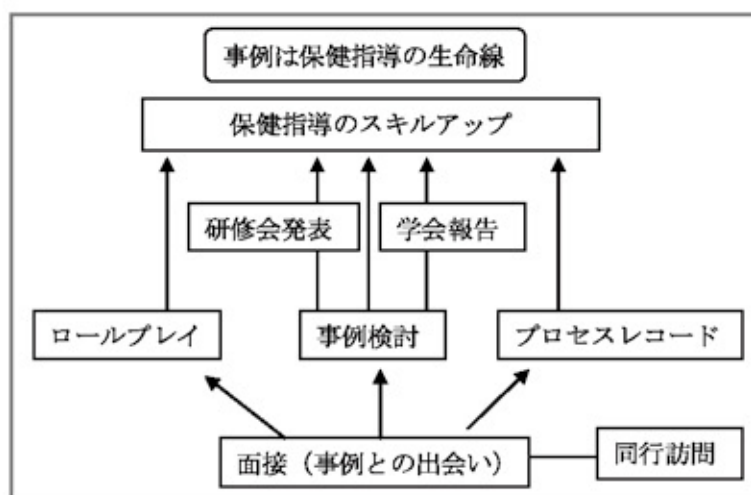 事例は保健指導の生命線
保健指導のスキルアップ
研修会発表
学会報告
ロールプレイ
事例検討
プロセスレコード
面接（事例との出会い）
同行訪問